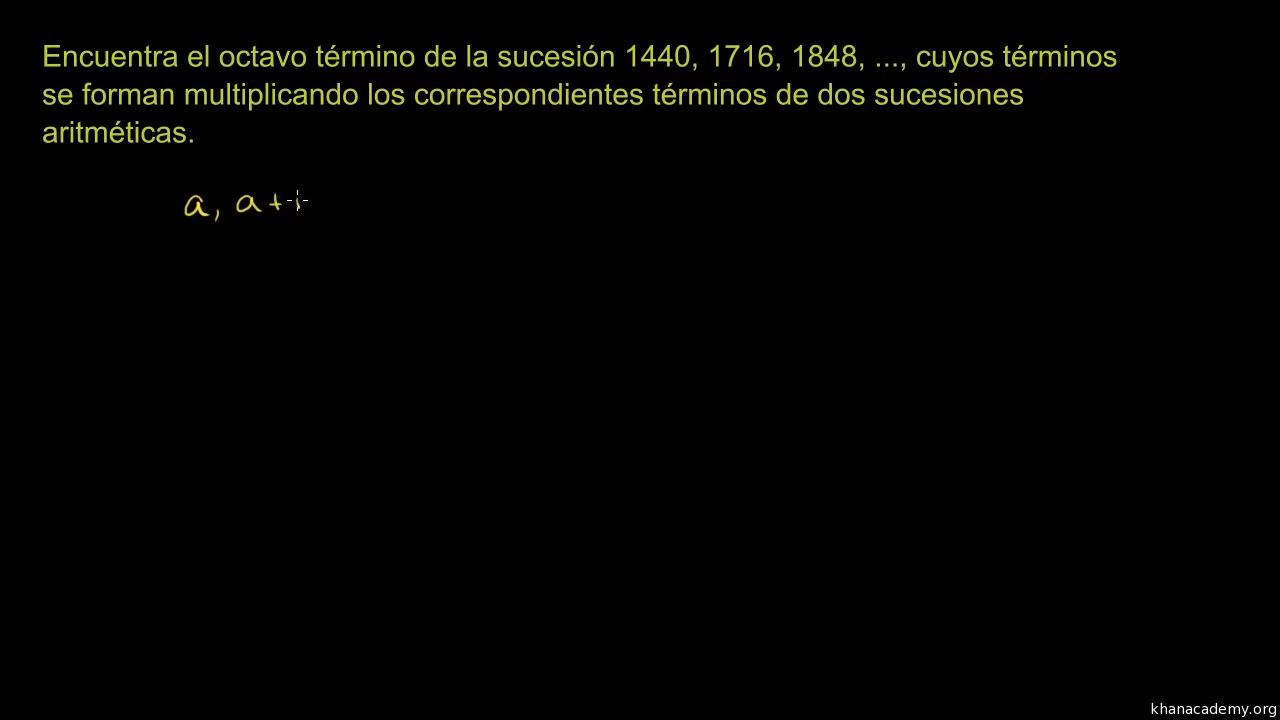 Encuentra el octavo término de la sucesión 1440, 1716, 1848, ..., cuyos términos
se forman multiplicando los correspondientes términos de dos sucesiones
aritméticas.
a, a +
khanacademy.org